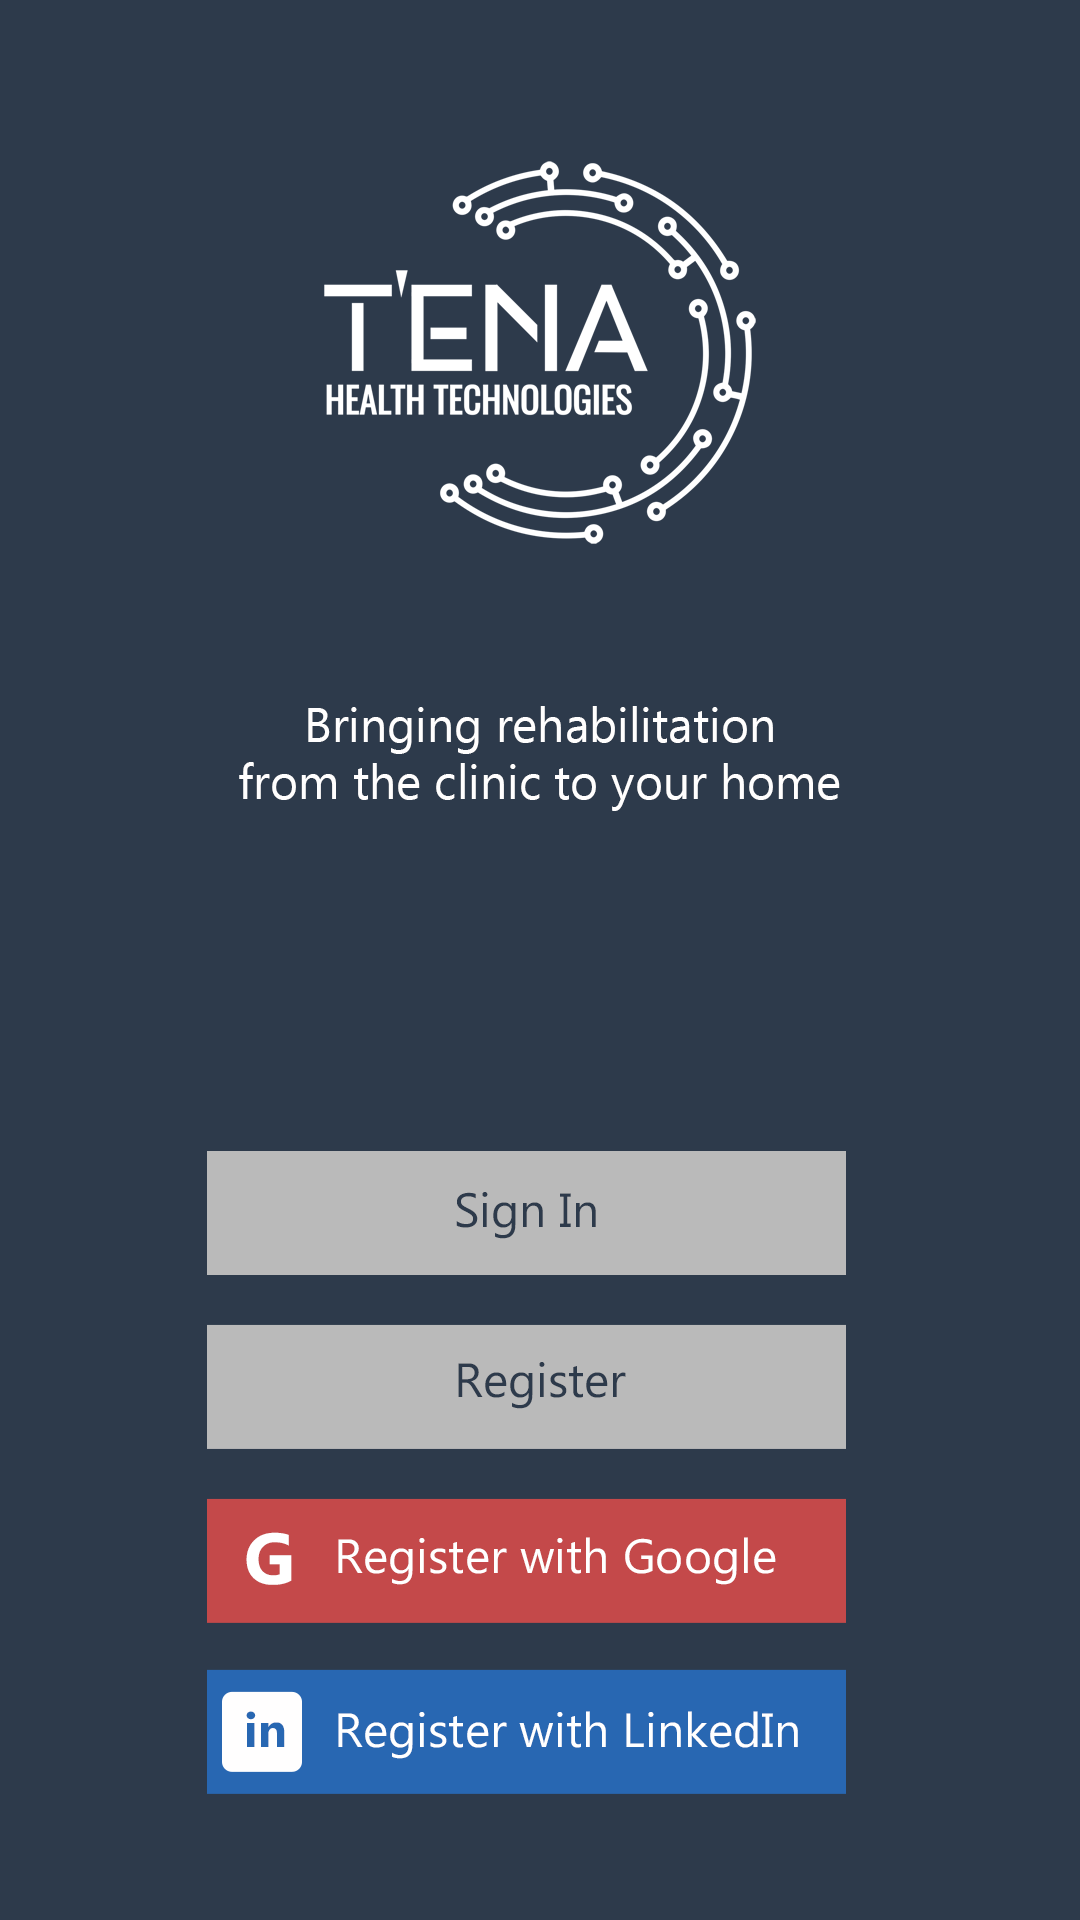 T'ENA
HEALTH TECHNOLOGIES
Bringing rehabilitation
from the clinic to your home
Sign In
Register
G Register with Google
in Register with LinkedIn